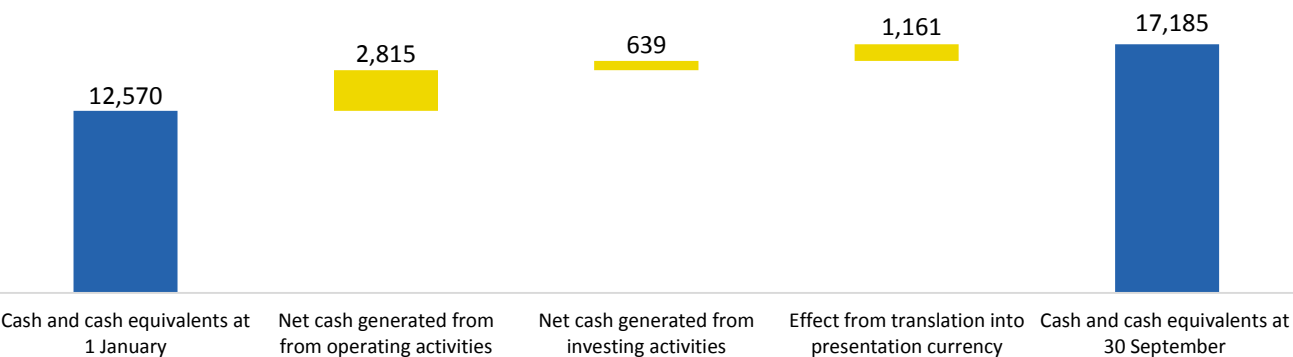 12,570
2,815
639
1,161
17,185
Cash and cash equivalents at
1 January
Net cash generated from
from operating activities
Net cash generated from
investing activities
Effect from translation into
presentation currency
Cash and cash equivalents at
30 September